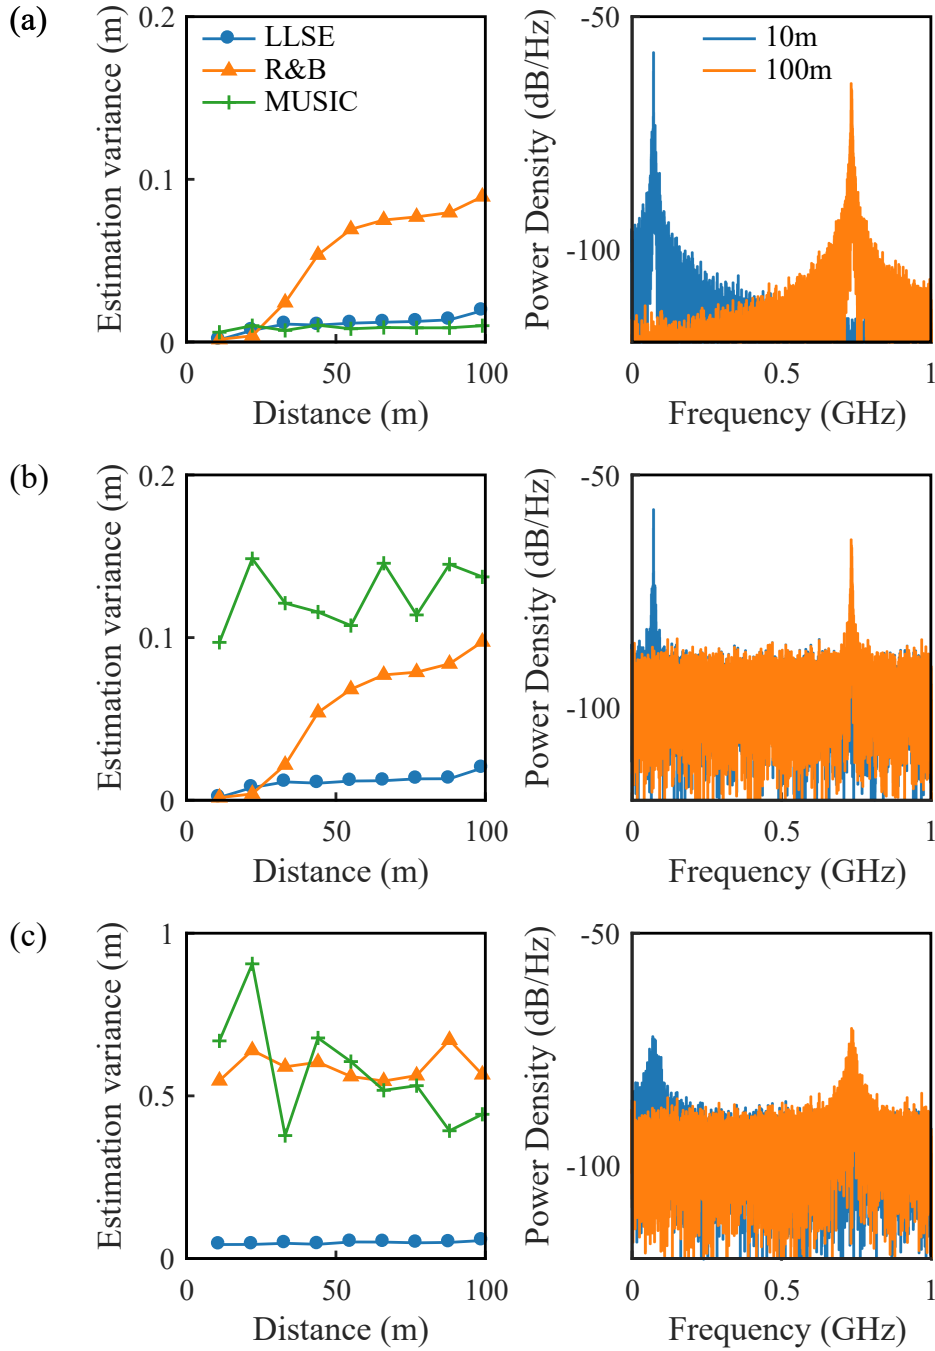 (a)
Estimation variance (m)
0.2
0.1
0
LLSE
R&B
MUSIC
0
50
100
Distance (m)
Power Density (dB/Hz)
-50
-100
10m
100m
0
0.5
1
Frequency (GHz)
(b)
Estimation variance (m)
0.2
0.1
0
0
50
100
Distance (m)
Power Density (dB/Hz)
-50
-100
0
0.5
1
Frequency (GHz)
(c)
Estimation variance (m)
1
0.5
0
0
50
100
Distance (m)
Power Density (dB/Hz)
-50
-100
0
0.5
1
Frequency (GHz)